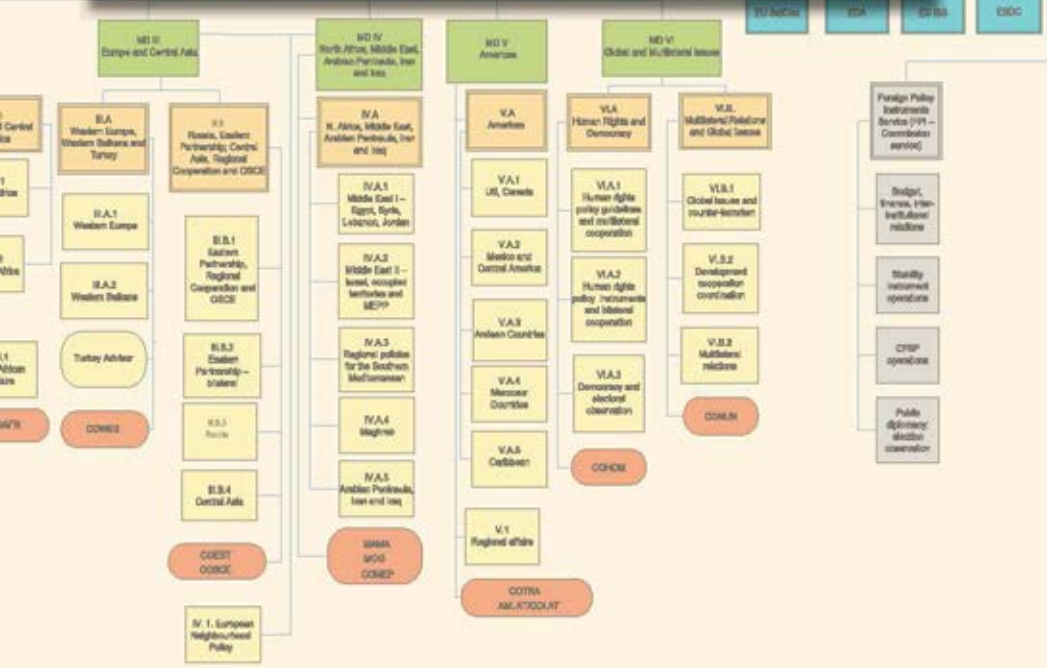 EDA
ESDC
MD III
Europe and Central Asia
MD IV
North Africa, Middle East,
Arabian Peninsula, Iran
and Iraq
MD V
Americas
MD VI
Global and Multilateral Issues
Central
III.A
Western Europe,
Western Balkans and
Turkey
Russia, Eastern
Partnership, Central
Asia, Regional
Cooperation and OSCE
IV.A
N. Africa, Middle East,
Arabian Peninsula, Iran
and Iraq
V.A
Americas
VI.A
Human Rights and
Democracy
VI.B.
Multilateral Relations
and Global Issues
Foreign Policy
Instruments
Service (FPI –
Commission
service)
III.A.1
Western Europe
III.A.2
Western Balkans
Turkey Adviser
COWEB
III.B.1
Eastern
Partnership,
Regional
Cooperation and
OSCE
III.B.2
Eastern
Partnership –
bilateral
III.B.3
Russia
III.B.4
Central Asia
COEST
COSCE
IV. 1. European
Neighbourhood
Policy
IV.A.1
Middle East I –
Egypt, Syria,
Lebanon, Jordan
IV.A.2
Middle East II –
Israel, occupied
territories and
MEPP
IV.A.3
Regional policies
for the Southern
Mediterranean
IV.A.4
Maghreb
IV.A.5
Arabian Peninsula,
Iran and Iraq
MAMA
MOG
COMEP
V.A.1
US, Canada
V.A.2
Mexico and
Central America
V.A.3
Andean Countries
V.A.4
Mercosur
Countries
V.A.5
Caribbean
V.1
Regional affairs
COTRA
AMLAT/COLAT
VI.A.1
Human rights
policy guidelines
and multilateral
cooperation
VI.A.2
Human rights
policy instruments
and bilateral
cooperation
VI.A.3
Democracy and
electoral
observation
COHOM
VI.B.1
Global issues and
counter-terrorism
VI.B.2
Development
cooperation
coordination
VI.B.3
Multilateral
relations
CONUN
Budget,
finance, inter-
institutional
relations
Stability
instrument
operations
CFSP
operations
Public
diplomacy;
election
observation